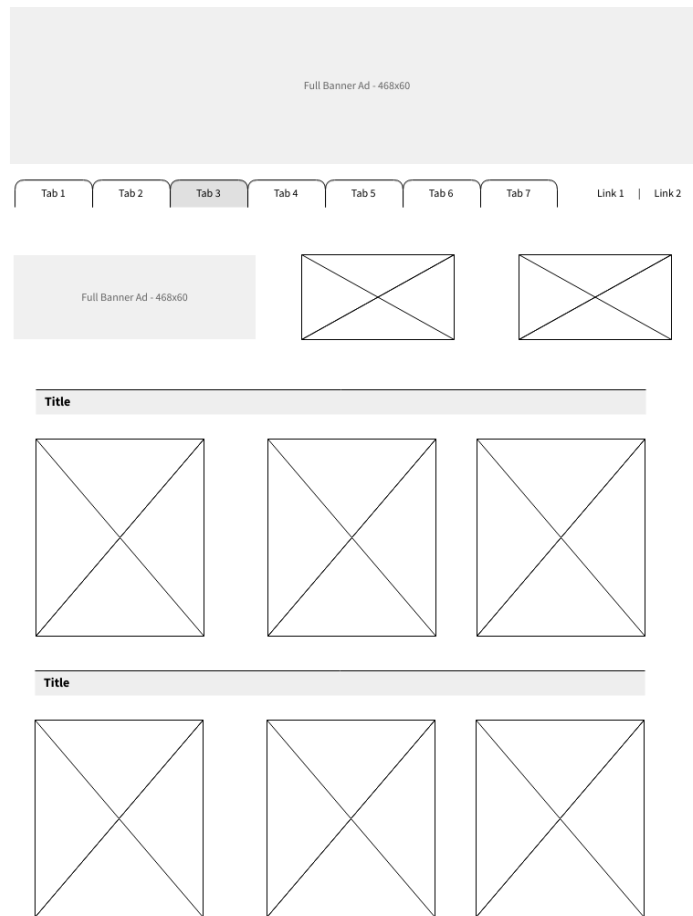 Full Banner Ad - 468x60
Tab 1 Tab 2 Tab 3 Tab 4 Tab 5 Tab 6 Tab 7 Link 1 | Link 2
Full Banner Ad - 468x60
Title
Title